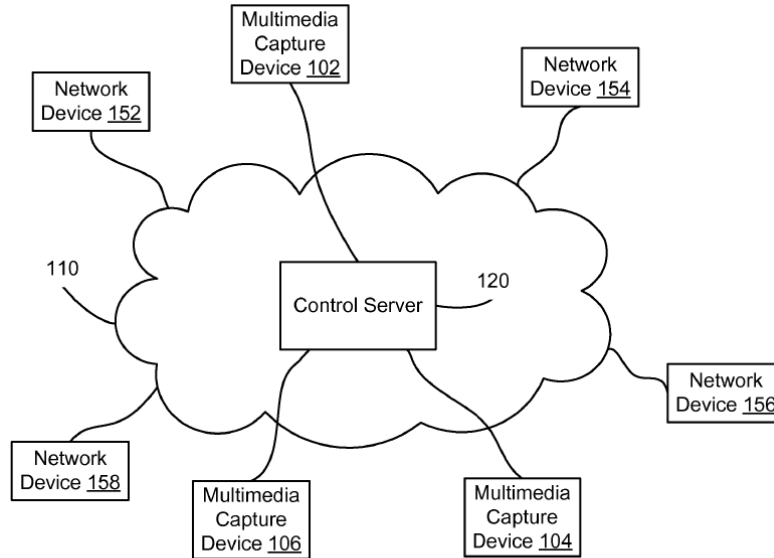 Multimedia
Capture
Device 102
Network
Device 152
Network
Device 154
110
Control Server
120
Network
Device 156
Network
Device 158
Multimedia
Capture
Device 106
Multimedia
Capture
Device 104